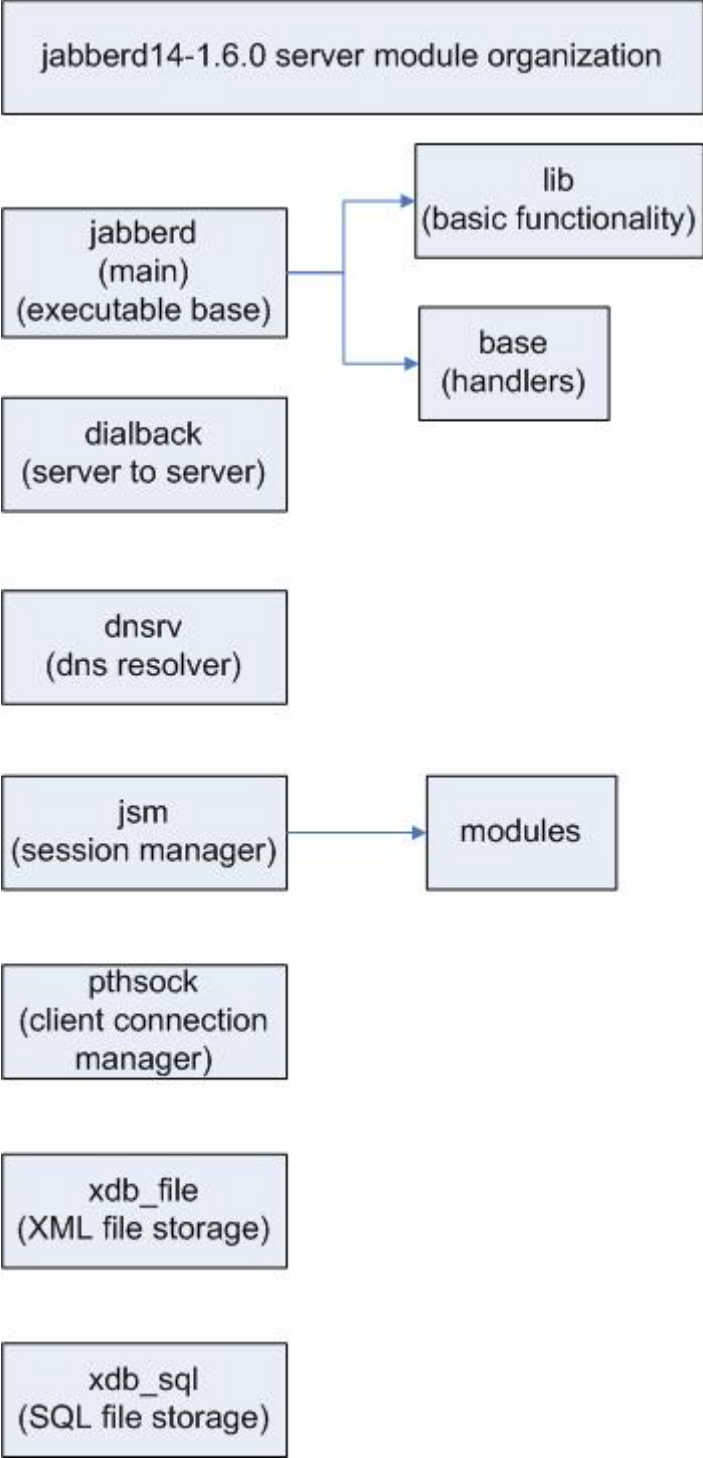 jabberd14-1.6.0 server module organization
lib
(basic functionality)
jabberd
(main)
(executable base)
base
(handlers)
dialback
(server to server)
dnsrv
(dns resolver)
jsm
(session manager)
modules
pthsock
(client connection
manager)
xdb_file
(XML file storage)
xdb_sql
(SQL file storage)